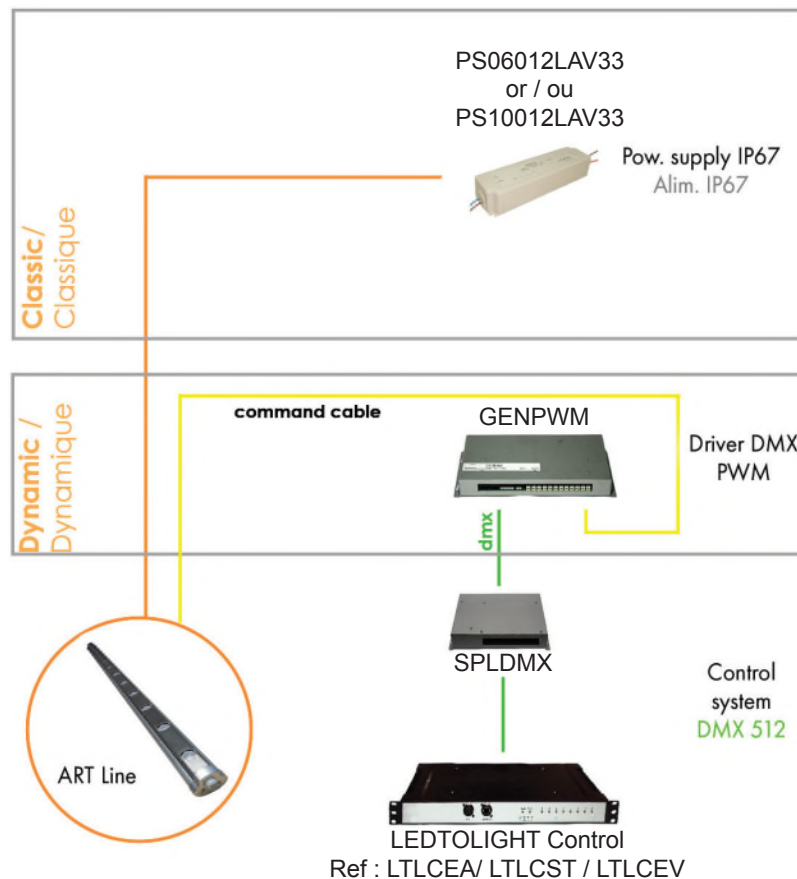 PS06012LAV33
or / ou
PS10012LAV33
Pow. supply IP67
Alim. IP67
Classic/
Classique
command cable
GENPWM
Driver DMX
PWM
Dynamic /
Dynamique
dmx
SPLDMX
Control
system
DMX 512
ART Line
LEDTOLIGHT Control
Ref : LTLCEA/ LTLCST / LTLCEV